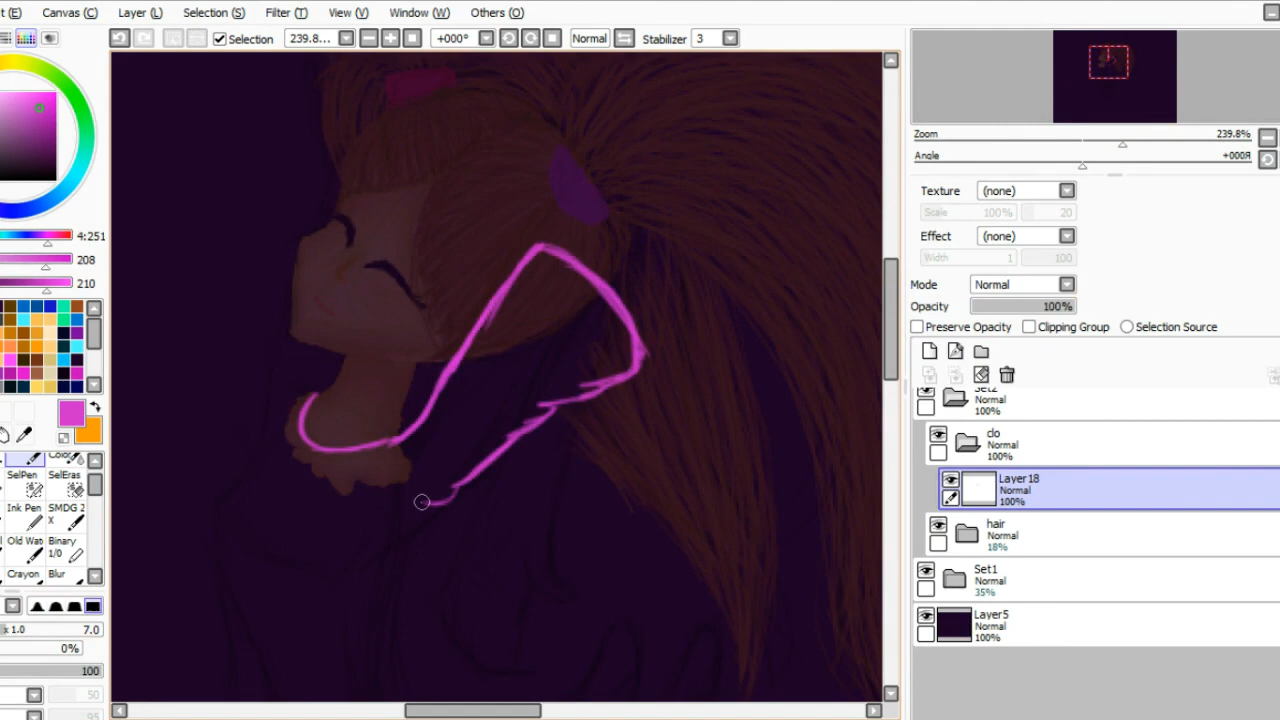 t (E) Canvas (C) Layer (L) Selection (S) Filter (T) View (V) Window (W) Others (O)
Selection 239.8... +000° Normal Stabilizer 3
Zoom 239.8%
Angle +000Я
Texture (none)
Scale 100% 20
Effect (none)
Width 1 100
Mode Normal
Opacity 100%
Preserve Opacity Clipping Group Selection Source
Set2
Normal
100%
clo
Normal
100%
Layer18
Normal
100%
hair
Normal
18%
Set1
Normal
35%
Layer5
Normal
100%
4:251
208
210
Color
SelPen SelEras
Ink Pen SMDG 2
X
Old Wat Binary
1/0
Crayon Blur
x 1.0 7.0
0%
100
50
95